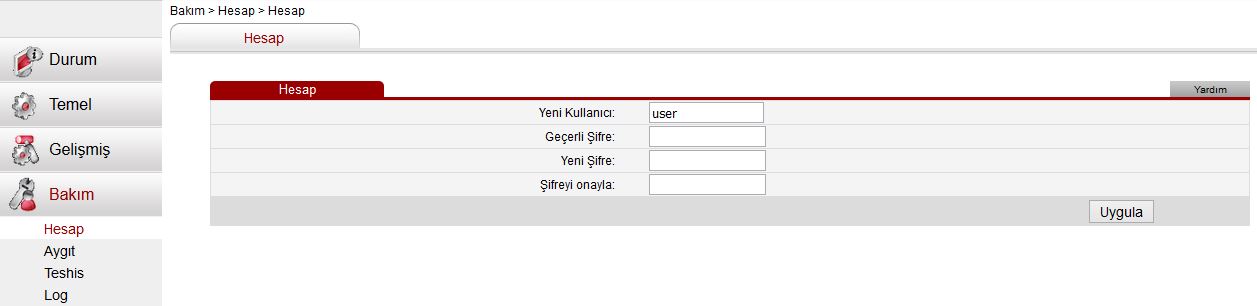 Bakım > Hesap > Hesap
Hesap
Durum
Temel
Gelişmiş
Bakım
Hesap
Aygıt
Teshis
Log
Hesap
Yardım
Yeni Kullanıcı: user
Geçerli Şifre:
Yeni Şifre:
Şifreyi onayla:
Uygula